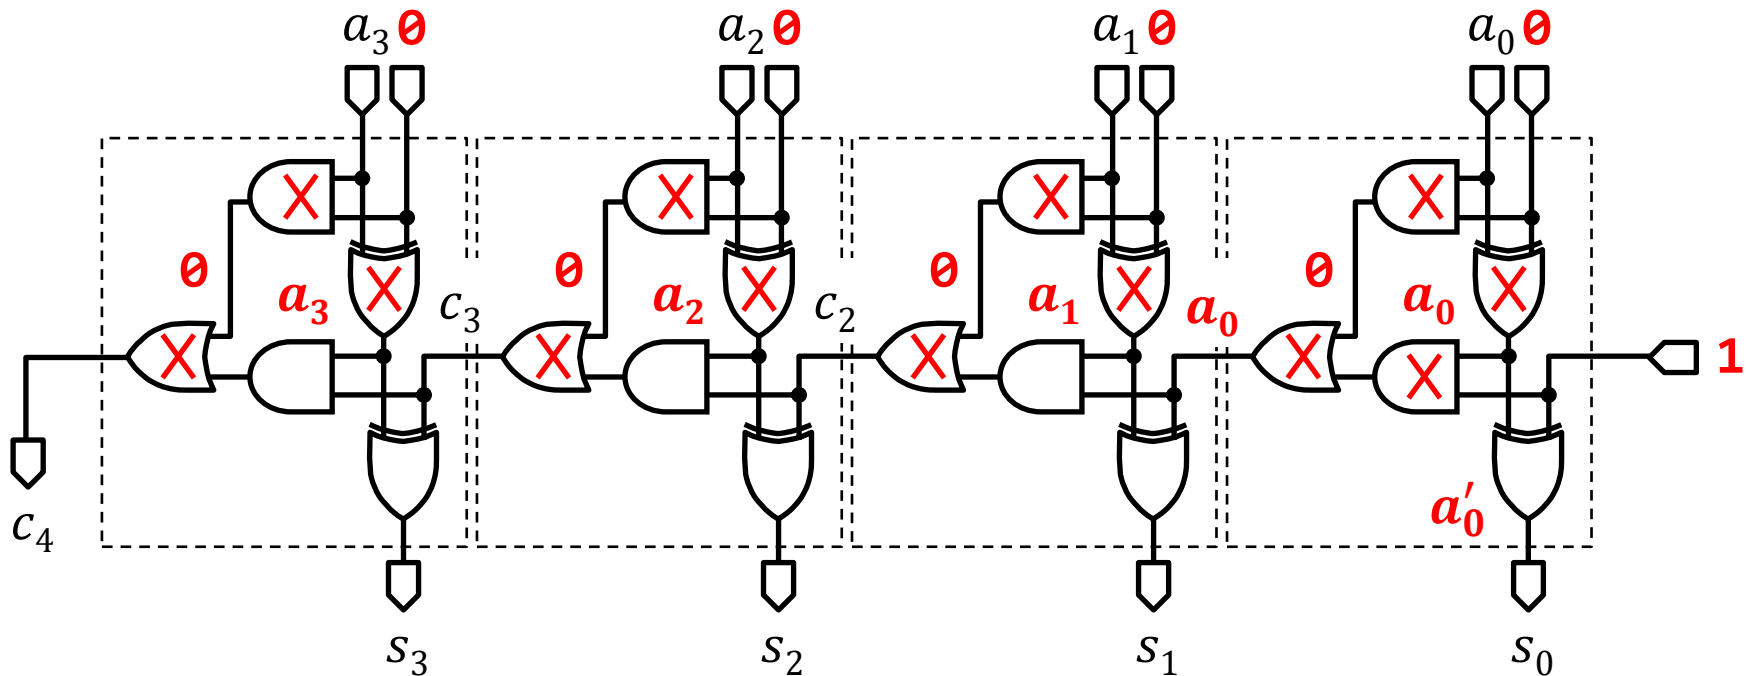 a₃ 0 a₂ 0 a₁ 0 a₀ 0
0 0 0 0
a₃ c₃ a₂ c₂ a₁ a₀ a₀
1
c₄ a₀′
s₃ s₂ s₁ s₀